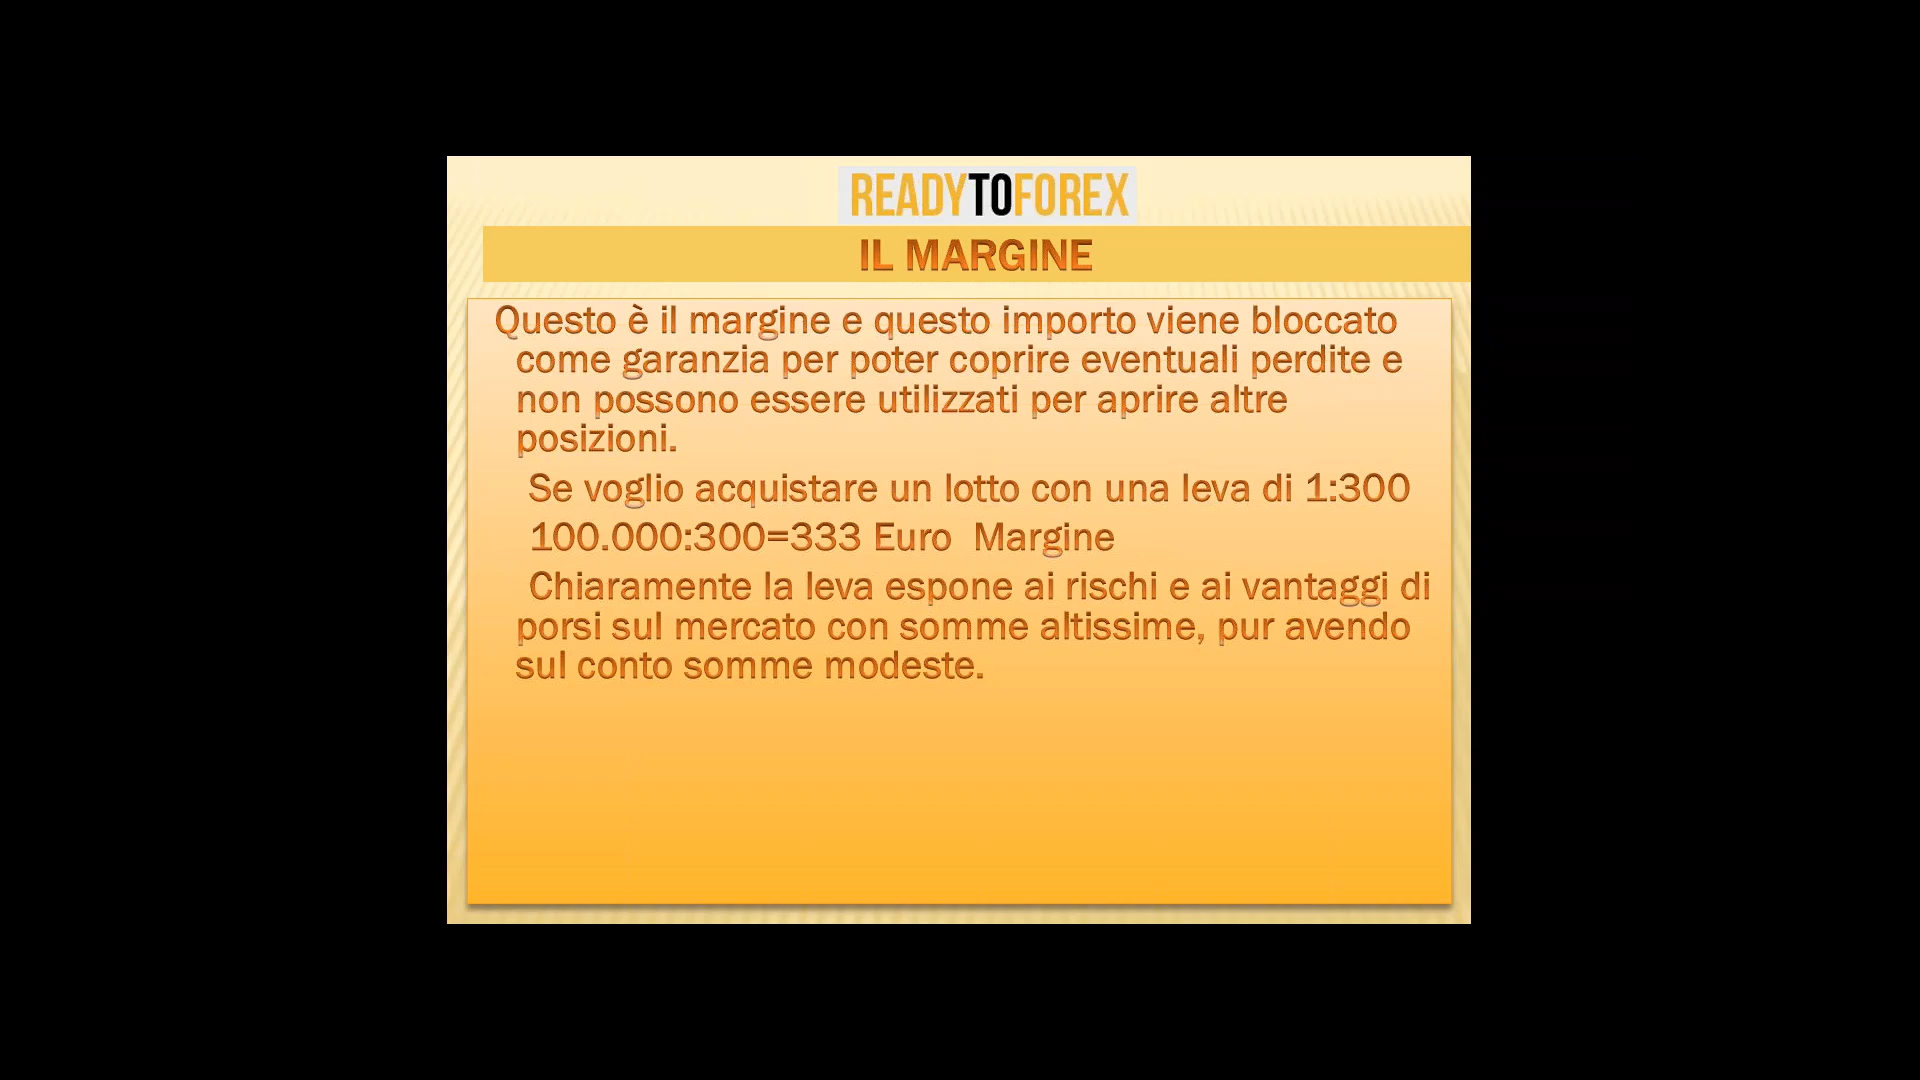 READYTOFOREX
IL MARGINE
Questo è il margine e questo importo viene bloccato
come garanzia per poter coprire eventuali perdite e
non possono essere utilizzati per aprire altre
posizioni.
Se voglio acquistare un lotto con una leva di 1:300
100.000:300=333 Euro  Margine
Chiaramente la leva espone ai rischi e ai vantaggi di
porsi sul mercato con somme altissime, pur avendo
sul conto somme modeste.